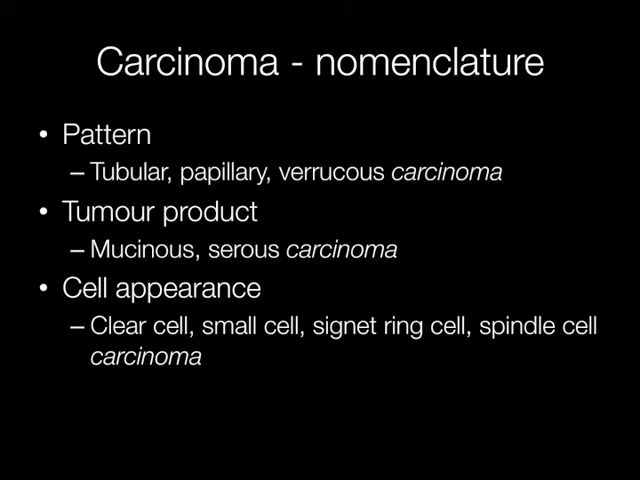 Carcinoma - nomenclature
• Pattern
– Tubular, papillary, verrucous carcinoma
• Tumour product
– Mucinous, serous carcinoma
• Cell appearance
– Clear cell, small cell, signet ring cell, spindle cell
carcinoma